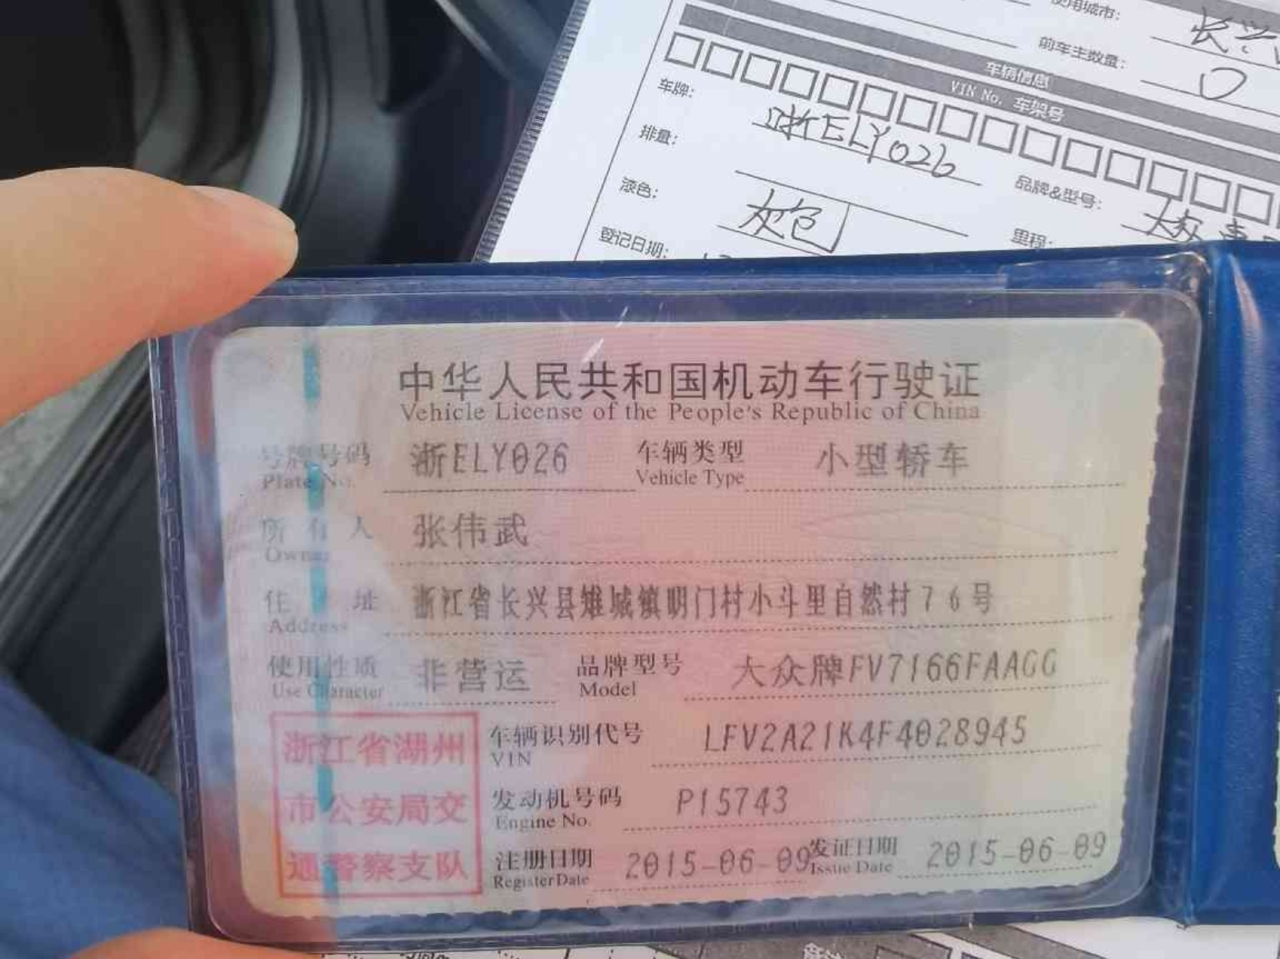 使用城市: 长兴
前车主数量: 0
车辆信息
VIN No. 车架号
车牌: 浙ELY026
排量:
品牌&型号: 大众
漆色: 灰色
里程:
登记日期:
中华人民共和国机动车行驶证
Vehicle License of the People's Republic of China
号牌号码 浙ELY026 车辆类型 小型轿车
Plate No. Vehicle Type
所有人 张伟武
Owner
住址 浙江省长兴县雉城镇明门村小斗里自然村76号
Address
使用性质 非营运 品牌型号 大众牌FV7166FAAGG
Use Character Model
浙江省湖州
市公安局交
通警察支队
车辆识别代号 LFV2A21K4F4028945
VIN
发动机号码 P15743
Engine No.
注册日期 2015-06-09 发证日期 2015-06-09
Register Date Issue Date